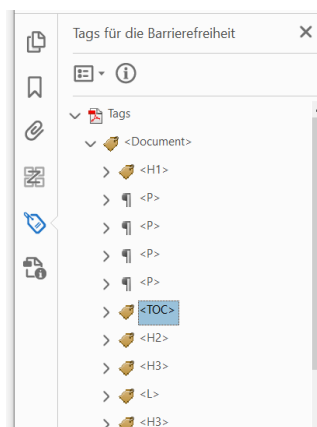 Tags für die Barrierefreiheit
Tags
<Document>
<H1>
<P>
<P>
<P>
<P>
<TOC>
<H2>
<H3>
<L>
<H3>